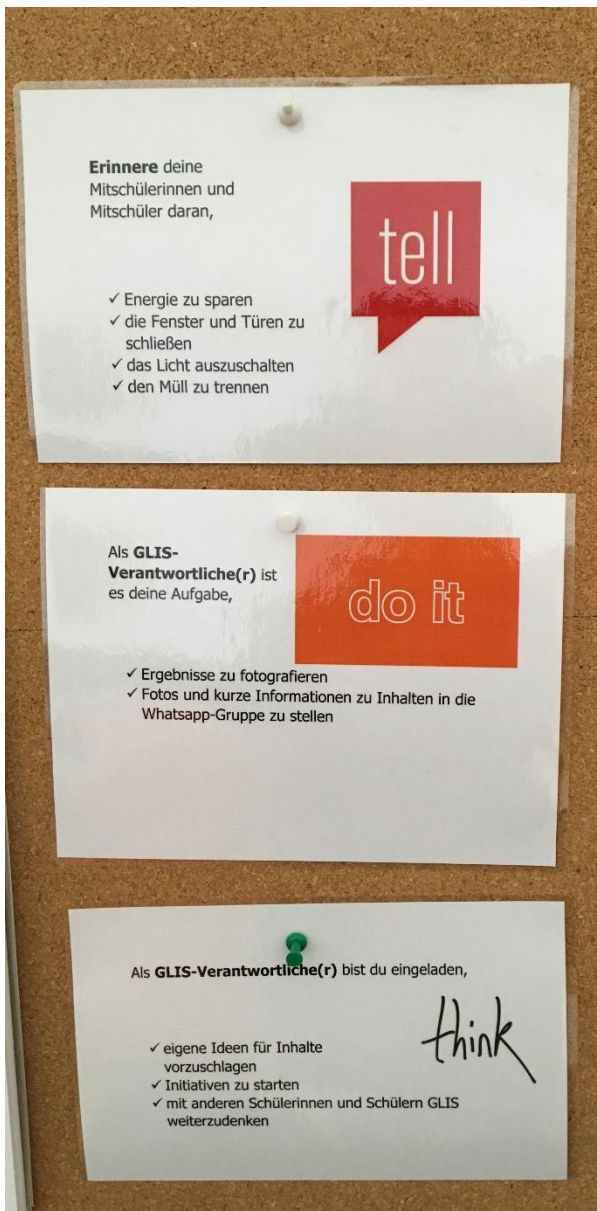 Erinnere deine
Mitschülerinnen und
Mitschüler daran,
tell
✓ Energie zu sparen
✓ die Fenster und Türen zu
schließen
✓ das Licht auszuschalten
✓ den Müll zu trennen
Als GLIS-
Verantwortliche(r) ist
es deine Aufgabe,
do it
✓ Ergebnisse zu fotografieren
✓ Fotos und kurze Informationen zu Inhalten in die
Whatsapp-Gruppe zu stellen
Als GLIS-Verantwortliche(r) bist du eingeladen,
think
✓ eigene Ideen für Inhalte
vorzuschlagen
✓ Initiativen zu starten
✓ mit anderen Schülerinnen und Schülern GLIS
weiterzudenken